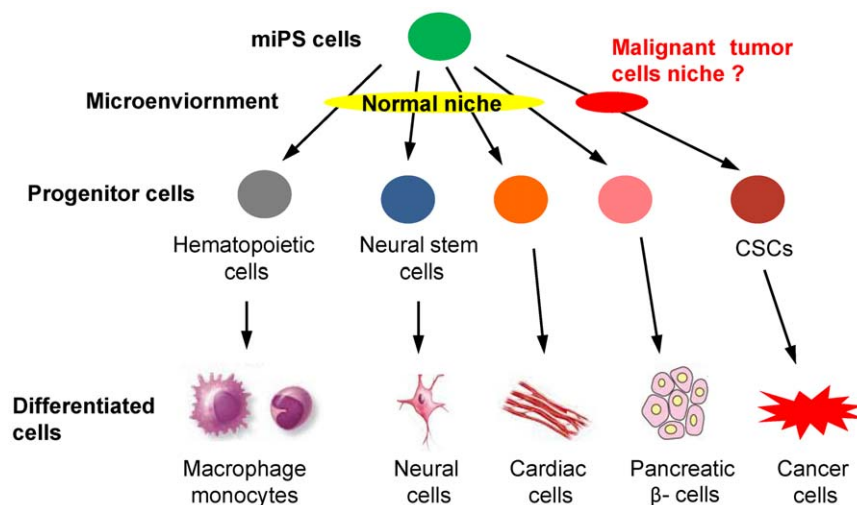 miPS cells
Malignant tumor
cells niche ?
Microenviornment
Normal niche
Progenitor cells
Hematopoietic
cells
Neural stem
cells
CSCs
Differentiated
cells
Macrophage
monocytes
Neural
cells
Cardiac
cells
Pancreatic
β- cells
Cancer
cells